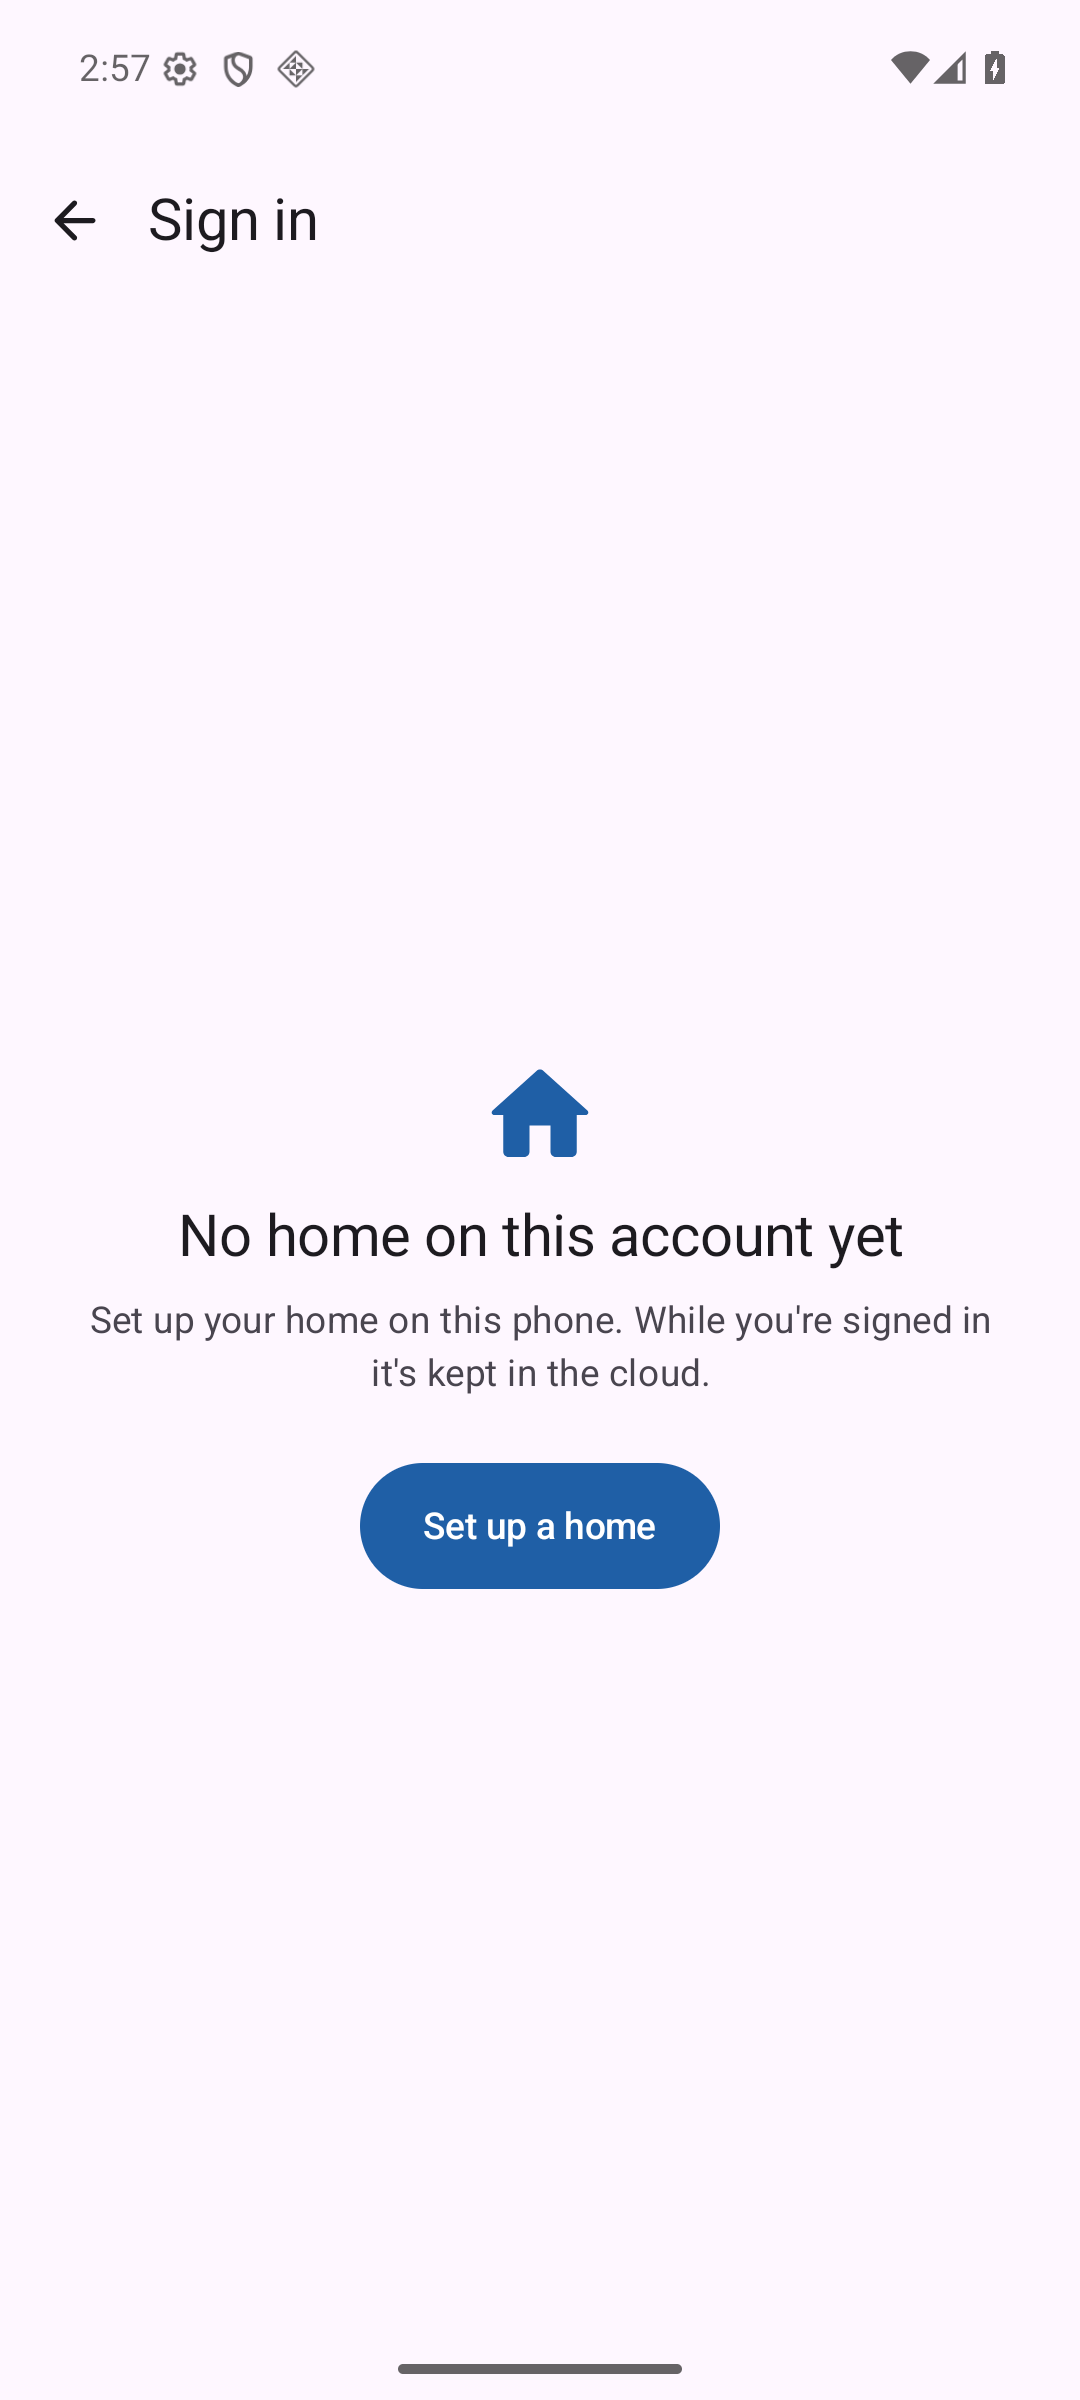 2:57
Sign in
No home on this account yet
Set up your home on this phone. While you're signed in
it's kept in the cloud.
Set up a home